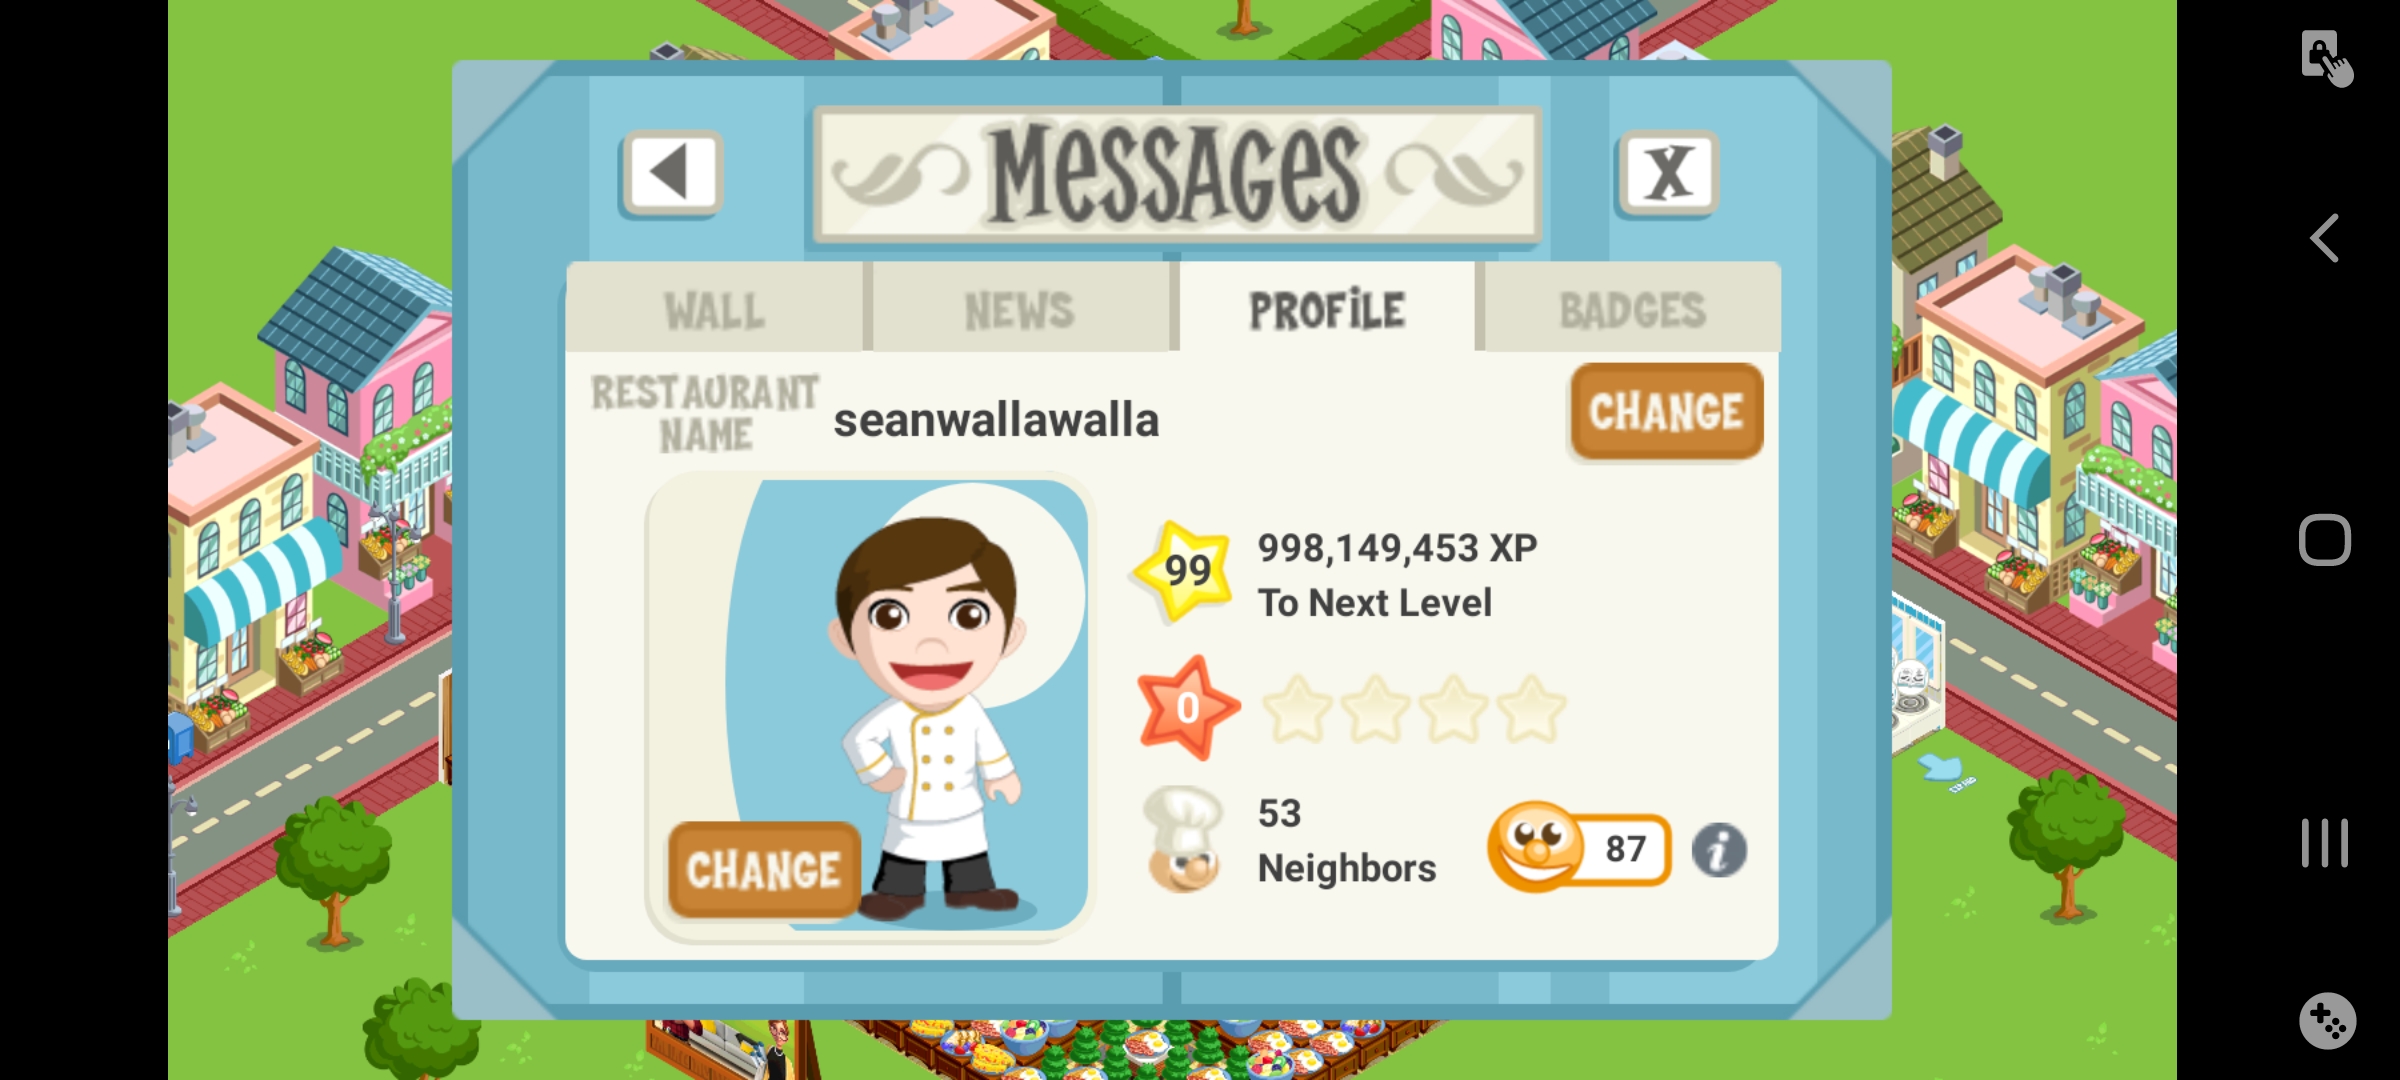 Messages
X
WALL
NEWS
PROFiLE
BADGES
RESTAURANT
NAME
seanwallawalla
CHANGE
99
998,149,453 XP
To Next Level
0
53
Neighbors
87
i
CHANGE